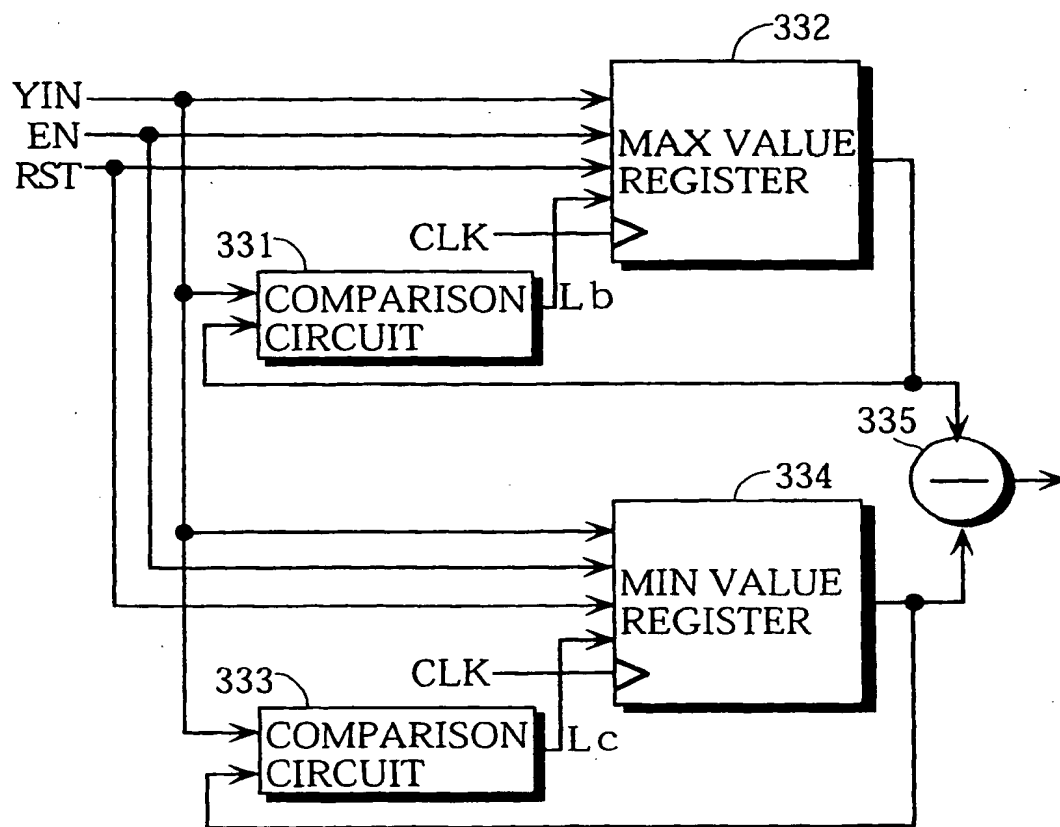 332
YIN
EN
RST
MAX VALUE
REGISTER
CLK
331
COMPARISON
CIRCUIT
Lb
335
334
MIN VALUE
REGISTER
CLK
333
COMPARISON
CIRCUIT
Lc